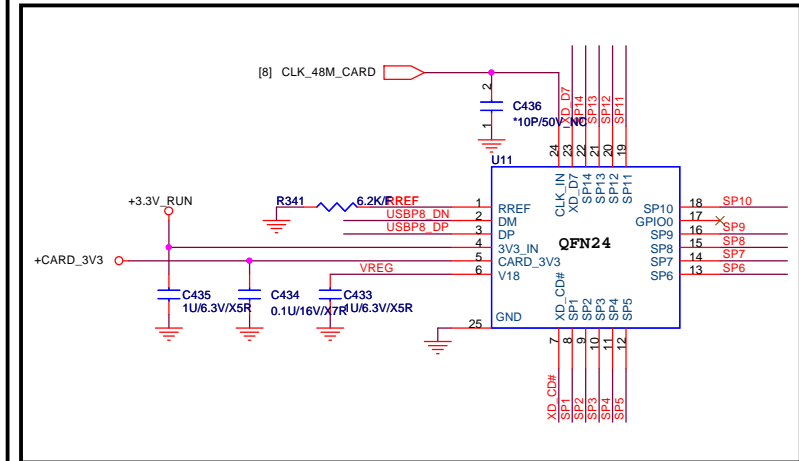 [8] CLK_48M_CARD
2
C436
1
*10P/50V_NC
XD_D7
SP14
SP13
SP12
SP11
24
23
22
21
20
19
U11
CLK_IN
XD_D7
SP14
SP13
SP12
SP11
+3.3V_RUN
R341
6.2K/F
RREF
1
RREF
USBP8_DN
2
DM
USBP8_DP
3
DP
4
3V3_IN
+CARD_3V3
5
CARD_3V3
VREG
6
V18
QFN24
SP10
18
SP10
GPIO0
17
SP9
16
SP9
SP8
15
SP8
SP7
14
SP7
SP6
13
SP6
C435
1U/6.3V/X5R
C434
0.1U/16V/X7R
C433
1U/6.3V/X5R
25
GND
XD_CD#
SP1
SP2
SP3
SP4
SP5
7
8
9
10
11
12
XD_CD#
SP1
SP2
SP3
SP4
SP5